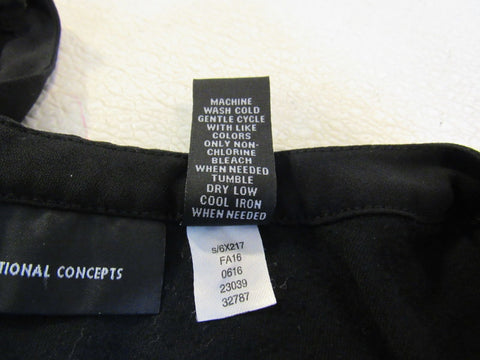 MACHINE
WASH COLD
GENTLE CYCLE
WITH LIKE
COLORS
ONLY NON-
CHLORINE
BLEACH
WHEN NEEDED
TUMBLE
DRY LOW
COOL IRON
WHEN NEEDED
s/6X217
FA16
0616
23039
32787
TIONAL CONCEPTS